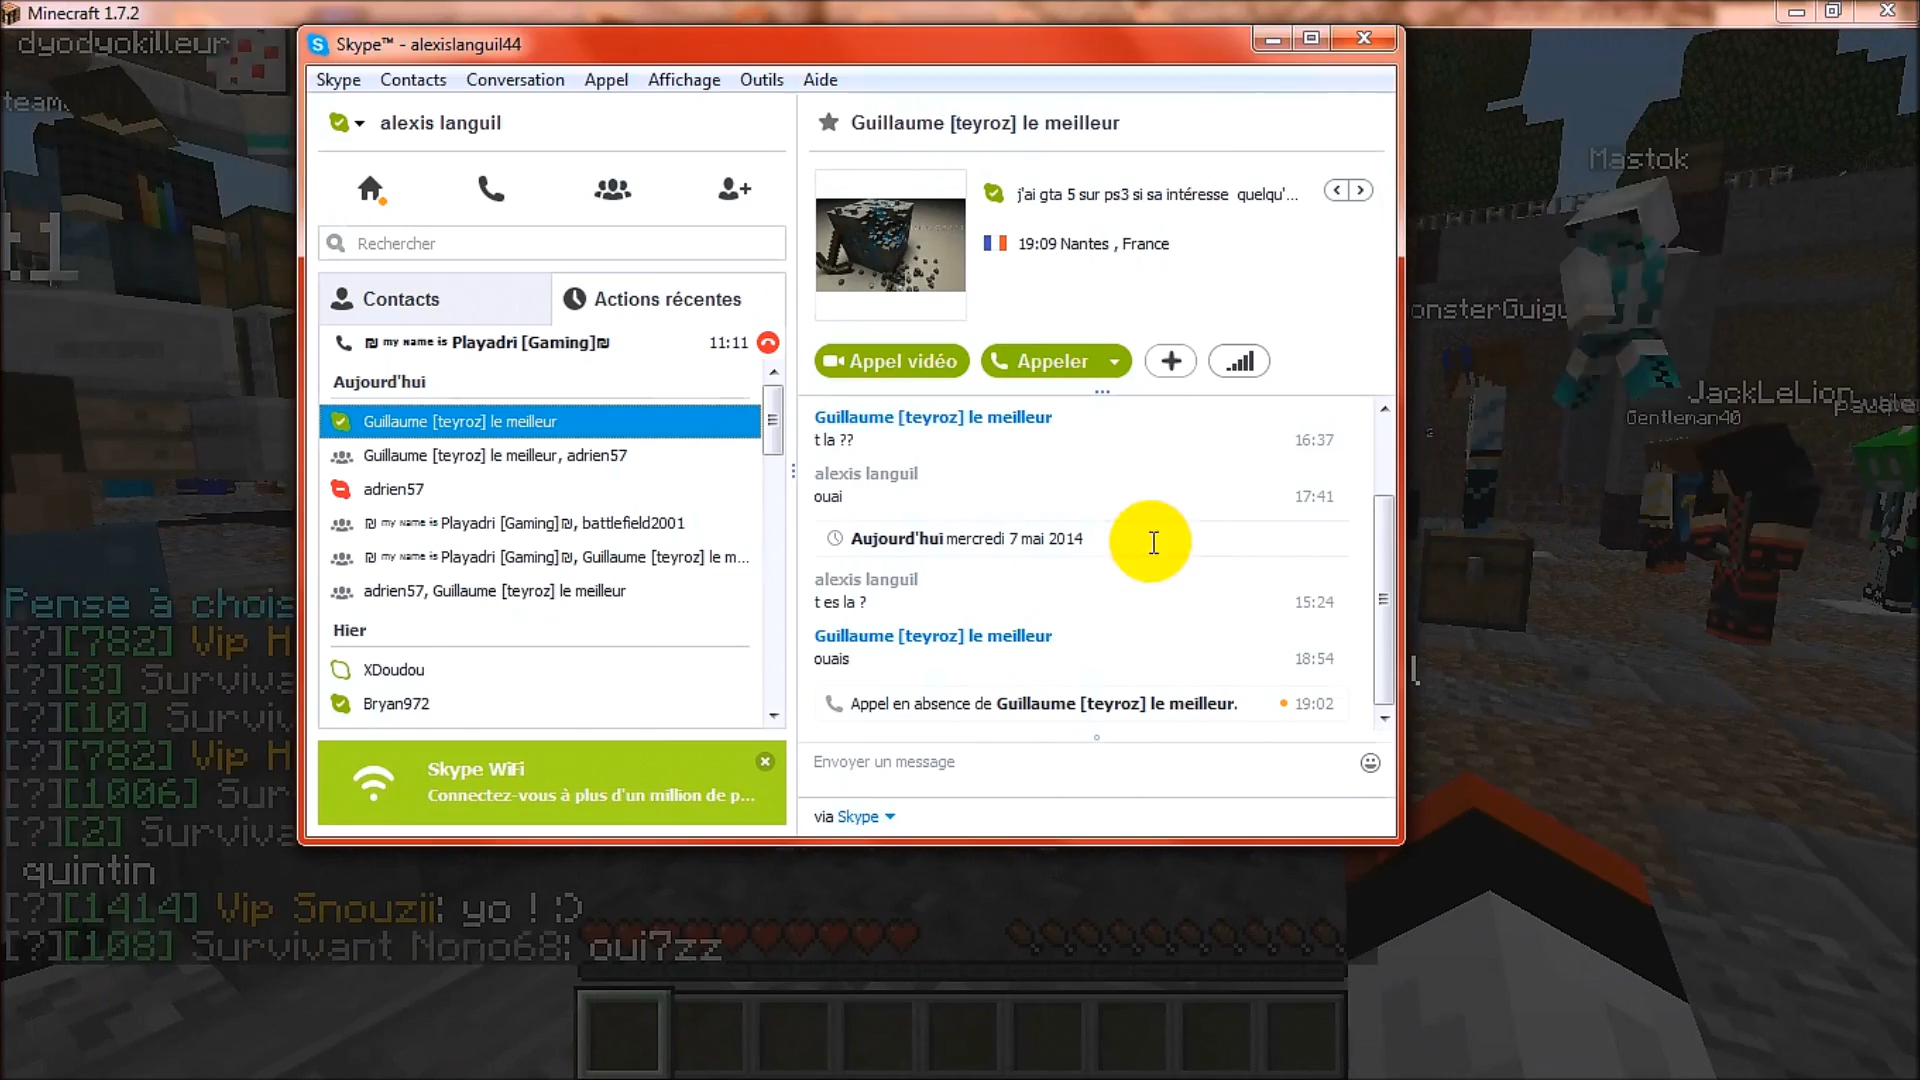 Minecraft 1.7.2
dyodyokilleur
Skype™ - alexislanguil44
Skype Contacts Conversation Appel Affichage Outils Aide
alexis languil
Rechercher
Contacts
Actions récentes
₪ my name is Playadri [Gaming]₪ 11:11
Aujourd'hui
Guillaume [teyroz] le meilleur
Guillaume [teyroz] le meilleur, adrien57
adrien57
₪ my name is Playadri [Gaming]₪, battlefield2001
₪ my name is Playadri [Gaming]₪, Guillaume [teyroz] le m...
adrien57, Guillaume [teyroz] le meilleur
Hier
XDoudou
Bryan972
Skype WiFi
Connectez-vous à plus d'un million de p...
Guillaume [teyroz] le meilleur
j'ai gta 5 sur ps3 si sa intéresse quelqu'...
19:09 Nantes , France
Appel vidéo
Appeler
Guillaume [teyroz] le meilleur
t la ?? 16:37
alexis languil
ouai 17:41
Aujourd'hui mercredi 7 mai 2014
alexis languil
t es la ? 15:24
Guillaume [teyroz] le meilleur
ouais 18:54
Appel en absence de Guillaume [teyroz] le meilleur. 19:02
Envoyer un message
via Skype
Mastok
onsterGuigu
JackLeLion
Gentleman40
team
Pense à chois
[?][782] Vip H
[?][3] Surviva
[?][10] Surviv
[?][782] Vip H
[?][1006] Sur
[?][2] Surviva
quintin
[?][1414] Vip Snouzii: yo ! :)
[?][108] Survivant Nono68: oui7zz